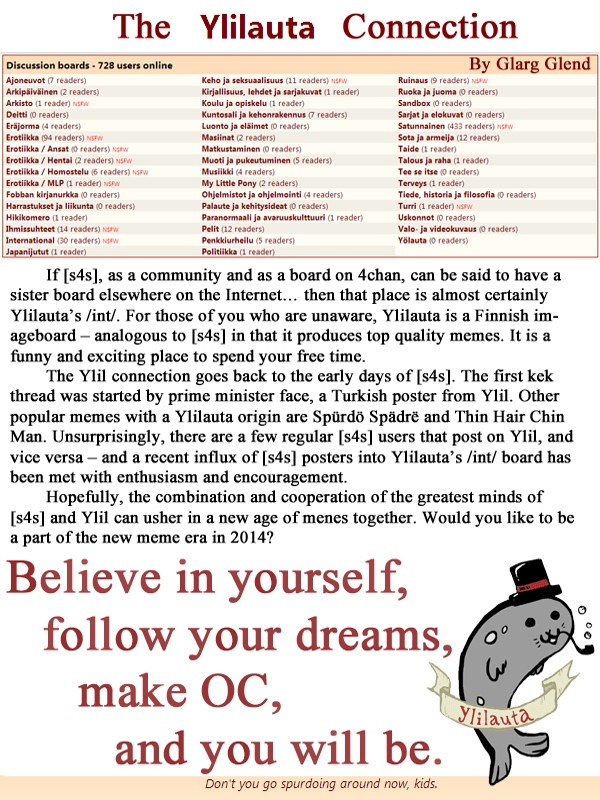 The Ylilauta Connection
Discussion boards - 728 users online
By Glarg Glend
Ajoneuvot (7 readers)
Arkipäiväinen (2 readers)
Arkisto (1 reader) NSFW
Deitti (0 readers)
Eräjorma (4 readers)
Erotiikka (94 readers) NSFW
Erotiikka / Ansat (0 readers) NSFW
Erotiikka / Hentai (2 readers) NSFW
Erotiikka / Homostelu (6 readers) NSFW
Erotiikka / MLP (1 reader) NSFW
Fobban kirjanurkka (0 readers)
Harrastukset ja liikunta (0 readers)
Hikikomero (1 reader)
Ihmissuhteet (14 readers) NSFW
International (30 readers) NSFW
Japanijutut (1 reader)
Keho ja seksuaalisuus (11 readers) NSFW
Kirjallisuus, lehdet ja sarjakuvat (1 reader)
Koulu ja opiskelu (1 reader)
Kuntosali ja kehonrakennus (7 readers)
Luonto ja eläimet (0 readers)
Masiinat (2 readers)
Matkustaminen (0 readers)
Muoti ja pukeutuminen (5 readers)
Musiikki (4 readers)
My Little Pony (2 readers)
Ohjelmistot ja ohjelmointi (4 readers)
Palaute ja kehitysideat (0 readers)
Paranormaali ja avaruuskulttuuri (1 reader)
Pelit (12 readers)
Penkkiurheilu (5 readers)
Politiikka (1 reader)
Ruinaus (9 readers) NSFW
Ruoka ja juoma (0 readers)
Sandbox (0 readers)
Sarjat ja elokuvat (0 readers)
Satunnainen (433 readers) NSFW
Sota ja armeija (12 readers)
Taide (1 reader)
Talous ja raha (1 reader)
Tee se itse (0 readers)
Terveys (1 reader)
Tiede, historia ja filosofia (0 readers)
Turri (1 reader) NSFW
Uskonnot (0 readers)
Valo- ja videokuvaus (0 readers)
Yölauta (0 readers)
If [s4s], as a community and as a board on 4chan, can be said to have a
sister board elsewhere on the Internet... then that place is almost certainly
Ylilauta's /int/. For those of you who are unaware, Ylilauta is a Finnish im-
ageboard – analogous to [s4s] in that it produces top quality memes. It is a
funny and exciting place to spend your free time.
The Ylil connection goes back to the early days of [s4s]. The first kek
thread was started by prime minister face, a Turkish poster from Ylil. Other
popular memes with a Ylilauta origin are Spürdö Spädrë and Thin Hair Chin
Man. Unsurprisingly, there are a few regular [s4s] users that post on Ylil, and
vice versa – and a recent influx of [s4s] posters into Ylilauta's /int/ board has
been met with enthusiasm and encouragement.
Hopefully, the combination and cooperation of the greatest minds of
[s4s] and Ylil can usher in a new age of menes together. Would you like to be
a part of the new meme era in 2014?
Believe in yourself,
follow your dreams,
make OC,
and you will be.
Ylilauta
Don't you go spurdoing around now, kids.